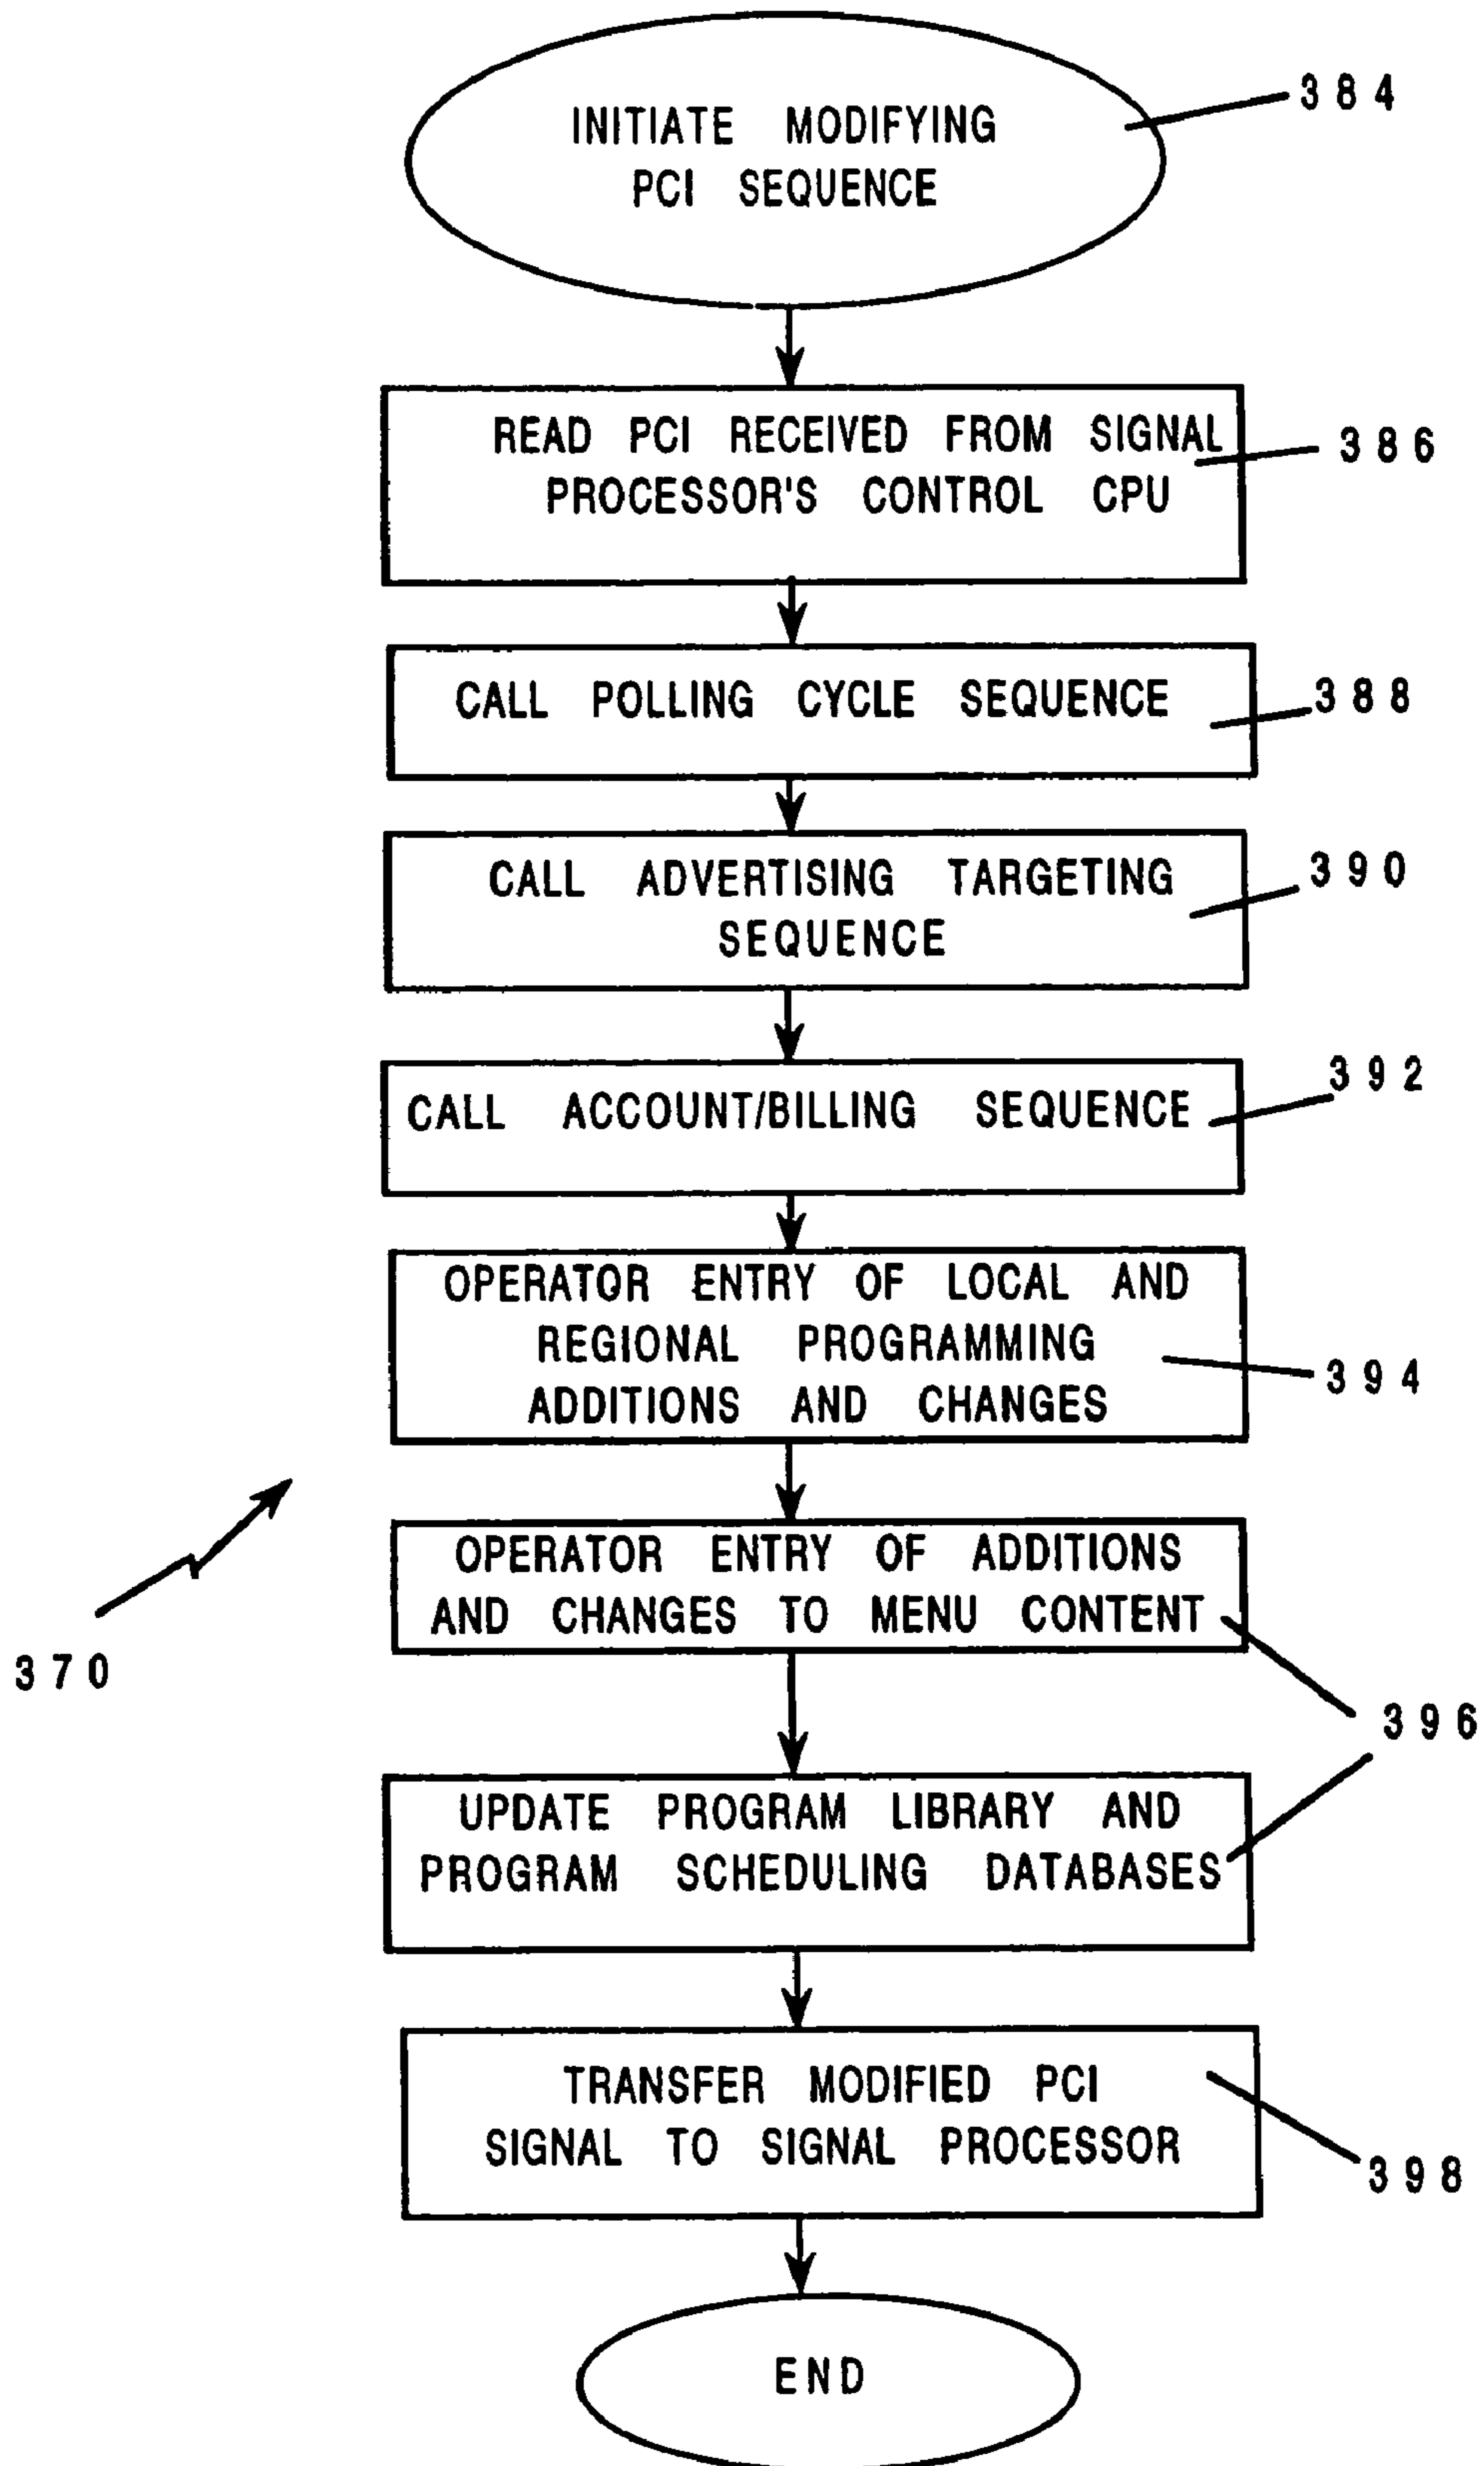 INITIATE MODIFYING
PCI SEQUENCE
384
READ PCI RECEIVED FROM SIGNAL
PROCESSOR'S CONTROL CPU
386
CALL POLLING CYCLE SEQUENCE
388
CALL ADVERTISING TARGETING
SEQUENCE
390
CALL ACCOUNT/BILLING SEQUENCE
392
OPERATOR ENTRY OF LOCAL AND
REGIONAL PROGRAMMING
ADDITIONS AND CHANGES
394
OPERATOR ENTRY OF ADDITIONS
AND CHANGES TO MENU CONTENT
370
396
UPDATE PROGRAM LIBRARY AND
PROGRAM SCHEDULING DATABASES
TRANSFER MODIFIED PCI
SIGNAL TO SIGNAL PROCESSOR
398
END